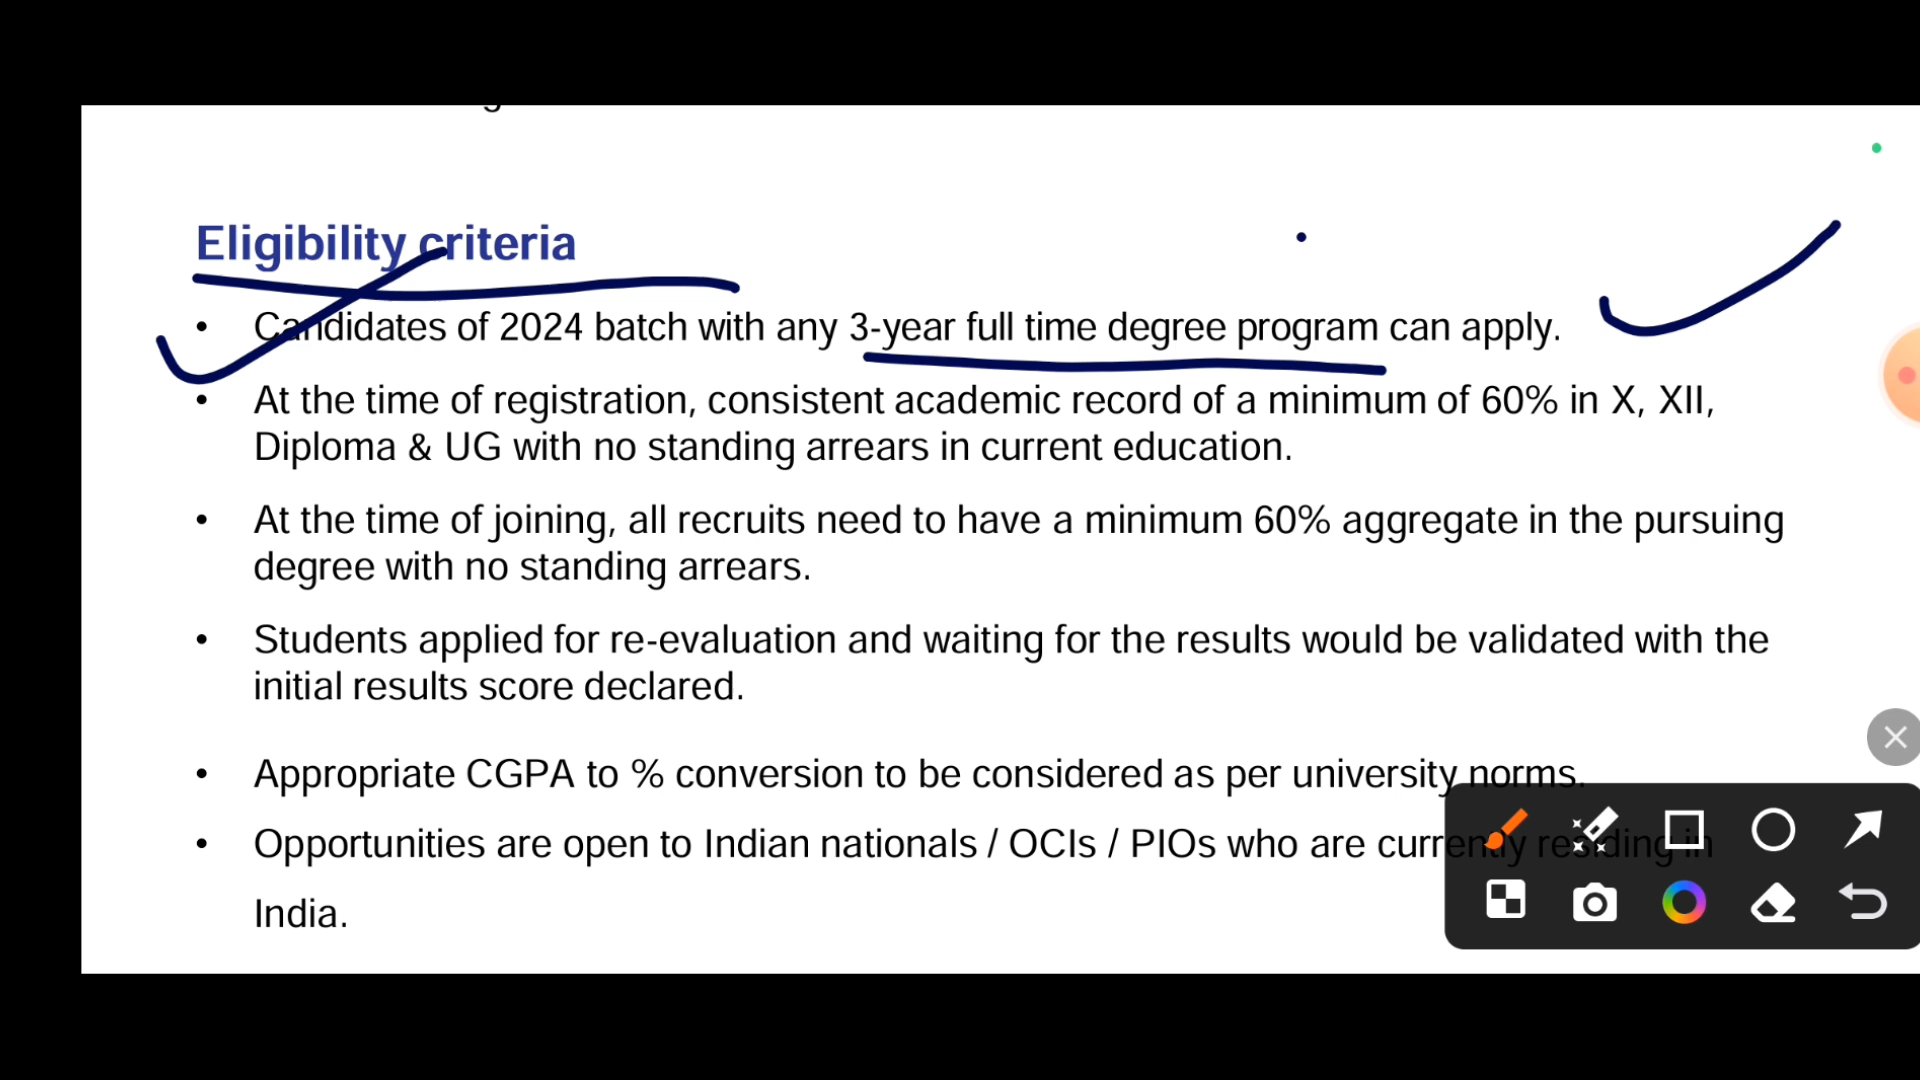 Eligibility criteria
• Candidates of 2024 batch with any 3-year full time degree program can apply.
• At the time of registration, consistent academic record of a minimum of 60% in X, XII,
Diploma & UG with no standing arrears in current education.
• At the time of joining, all recruits need to have a minimum 60% aggregate in the pursuing
degree with no standing arrears.
• Students applied for re-evaluation and waiting for the results would be validated with the
initial results score declared.
• Appropriate CGPA to % conversion to be considered as per university norms.
• Opportunities are open to Indian nationals / OCIs / PIOs who are currently residing in
India.